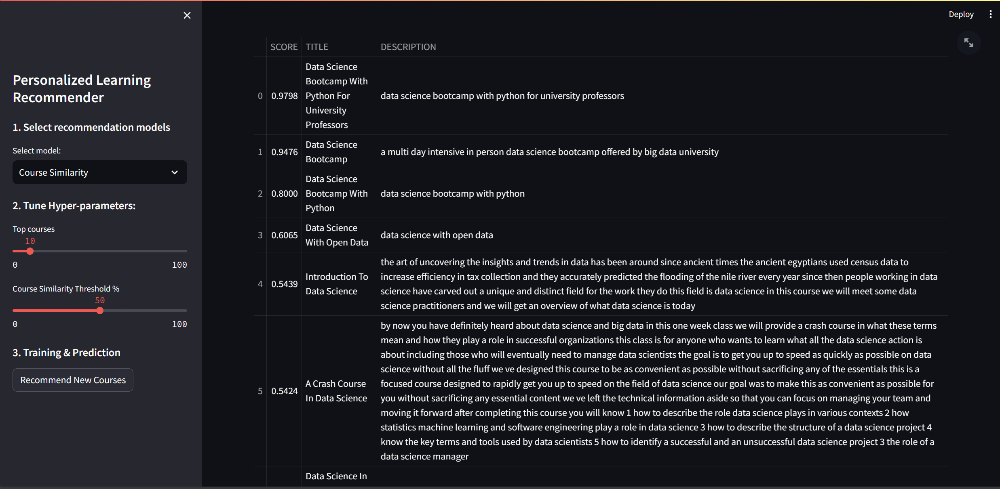 Deploy
Personalized Learning
Recommender
1. Select recommendation models
Select model:
Course Similarity
2. Tune Hyper-parameters:
Top courses
10
0 100
Course Similarity Threshold %
50
0 100
3. Training & Prediction
Recommend New Courses
SCORE TITLE DESCRIPTION
0 0.9798 Data Science
Bootcamp With
Python For
University
Professors
data science bootcamp with python for university professors
1 0.9476 Data Science
Bootcamp
a multi day intensive in person data science bootcamp offered by big data university
2 0.8000 Data Science
Bootcamp With
Python
data science bootcamp with python
3 0.6065 Data Science
With Open Data
data science with open data
4 0.5439 Introduction To
Data Science
the art of uncovering the insights and trends in data has been around since ancient times the ancient egyptians used census data to
increase efficiency in tax collection and they accurately predicted the flooding of the nile river every year since then people working in data
science have carved out a unique and distinct field for the work they do this field is data science in this course we will meet some data
science practitioners and we will get an overview of what data science is today
5 0.5424 A Crash Course
In Data Science
by now you have definitely heard about data science and big data in this one week class we will provide a crash course in what these terms
mean and how they play a role in successful organizations this class is for anyone who wants to learn what all the data science action is
about including those who will eventually need to manage data scientists the goal is to get you up to speed as quickly as possible on data
science without all the fluff we ve designed this course to be as convenient as possible without sacrificing any of the essentials this is a
focused course designed to rapidly get you up to speed on the field of data science our goal was to make this as convenient as possible for
you without sacrificing any essential content we ve left the technical information aside so that you can focus on managing your team and
moving it forward after completing this course you will know 1 how to describe the role data science plays in various contexts 2 how
statistics machine learning and software engineering play a role in data science 3 how to describe the structure of a data science project 4
know the key terms and tools used by data scientists 5 how to identify a successful and an unsuccessful data science project 3 the role of a
data science manager
Data Science In